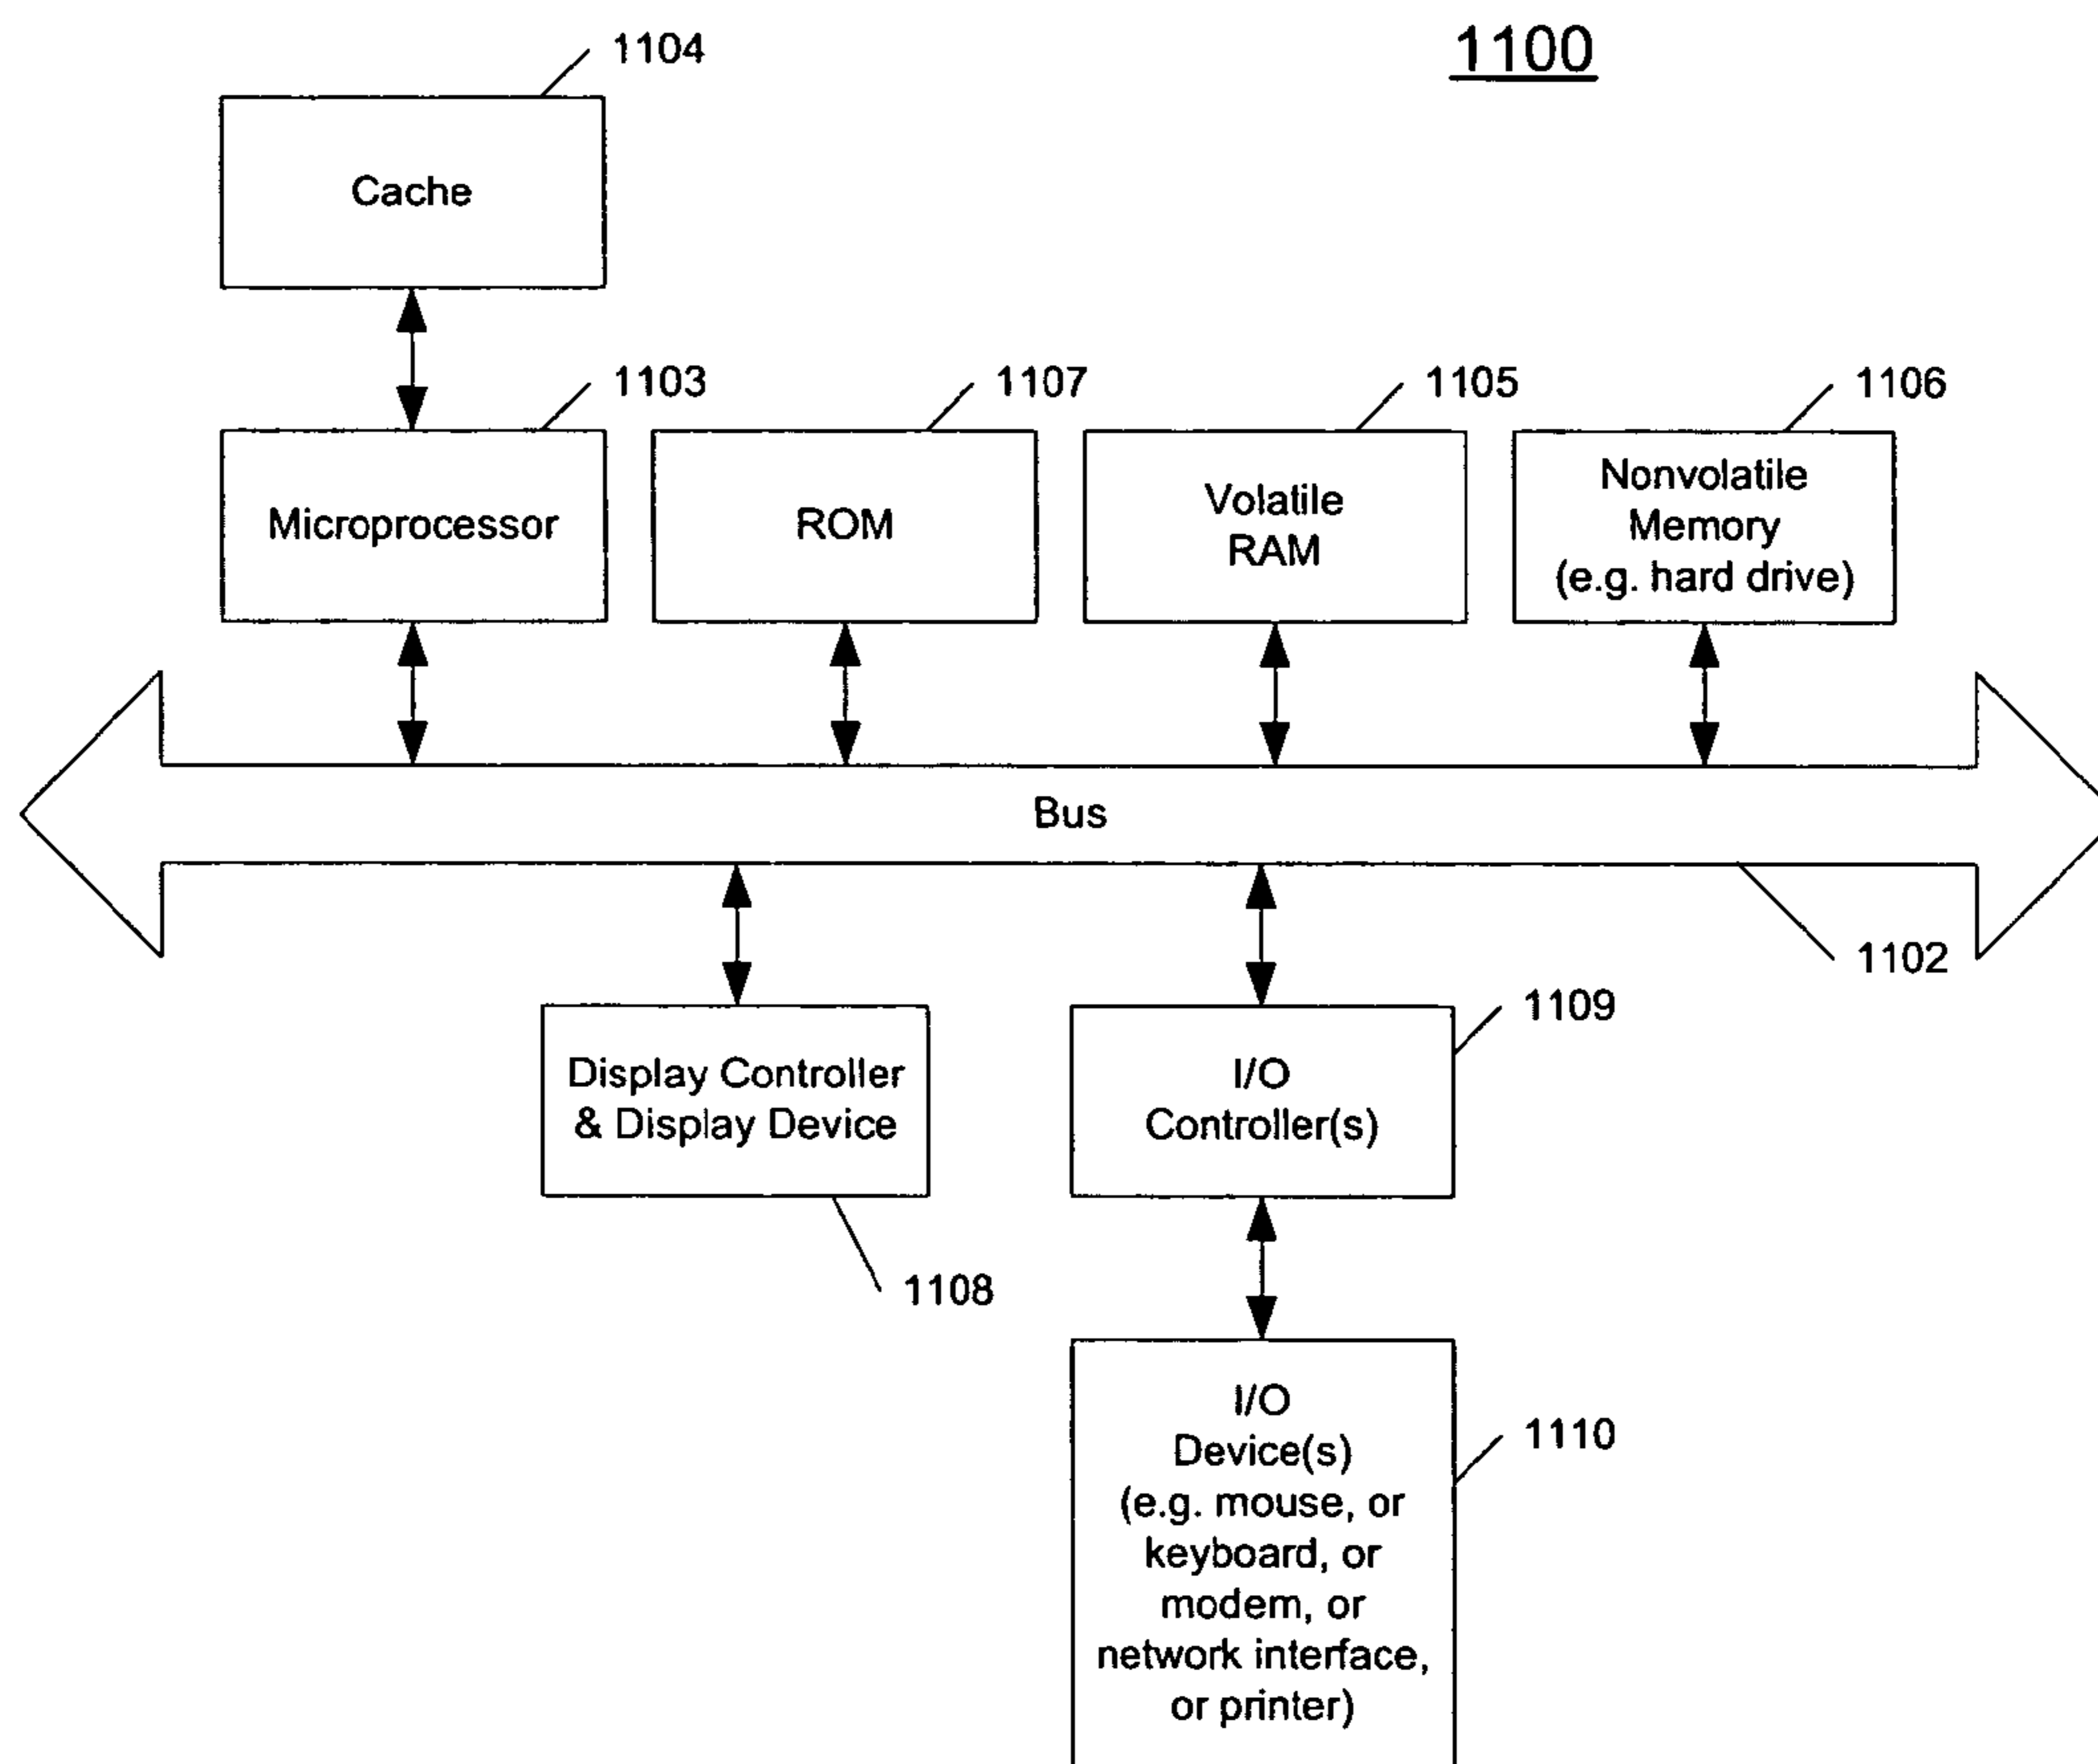 1100
1104
Cache
1103
1107
1105
1106
Microprocessor
ROM
Volatile
RAM
Nonvolatile
Memory
(e.g. hard drive)
Bus
1102
Display Controller
& Display Device
1108
I/O
Controller(s)
1109
I/O
Device(s)
(e.g. mouse, or
keyboard, or
modem, or
network interface,
or printer)
1110